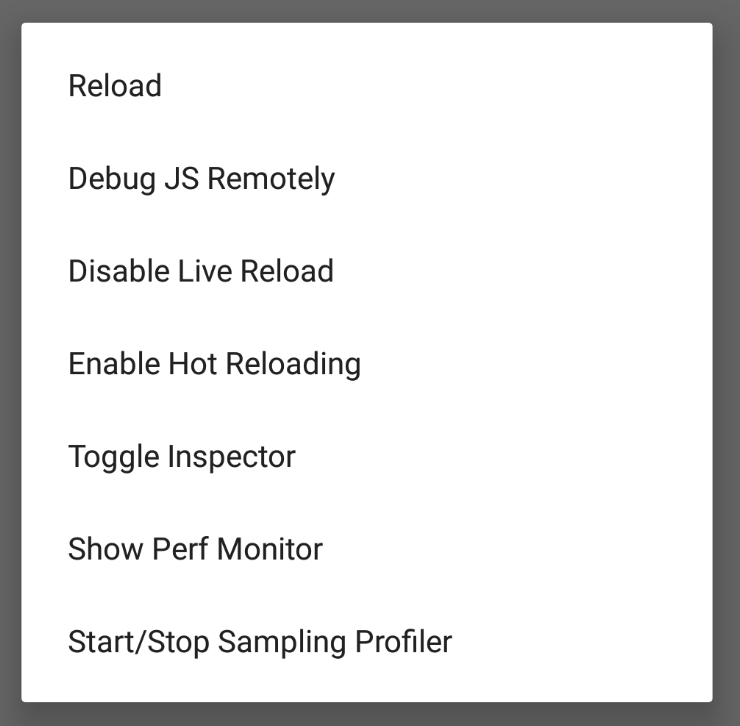 Reload
Debug JS Remotely
Disable Live Reload
Enable Hot Reloading
Toggle Inspector
Show Perf Monitor
Start/Stop Sampling Profiler